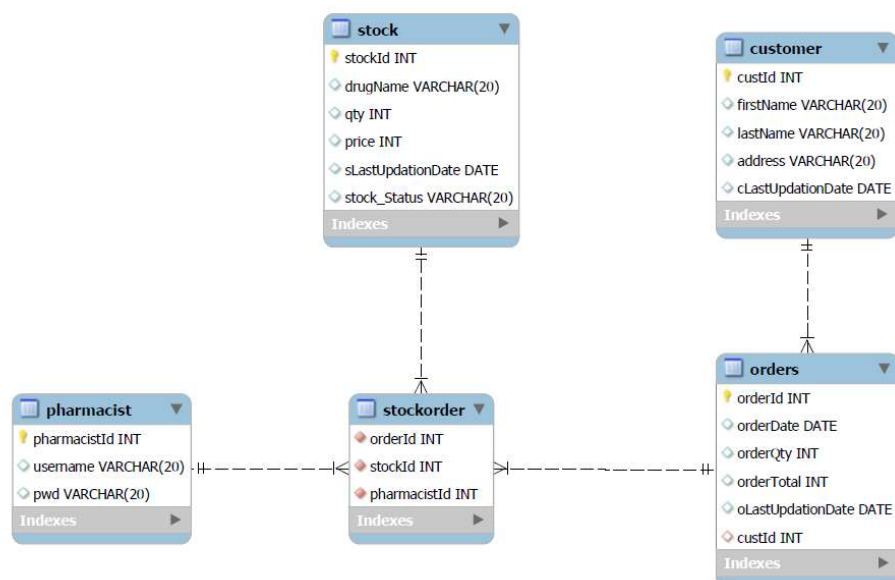 stock
stockId INT
drugName VARCHAR(20)
qty INT
price INT
sLastUpdationDate DATE
stock_Status VARCHAR(20)
Indexes
customer
custId INT
firstName VARCHAR(20)
lastName VARCHAR(20)
address VARCHAR(20)
cLastUpdationDate DATE
Indexes
pharmacist
pharmacistId INT
username VARCHAR(20)
pwd VARCHAR(20)
Indexes
stockorder
orderId INT
stockId INT
pharmacistId INT
Indexes
orders
orderId INT
orderDate DATE
orderQty INT
orderTotal INT
oLastUpdationDate DATE
custId INT
Indexes